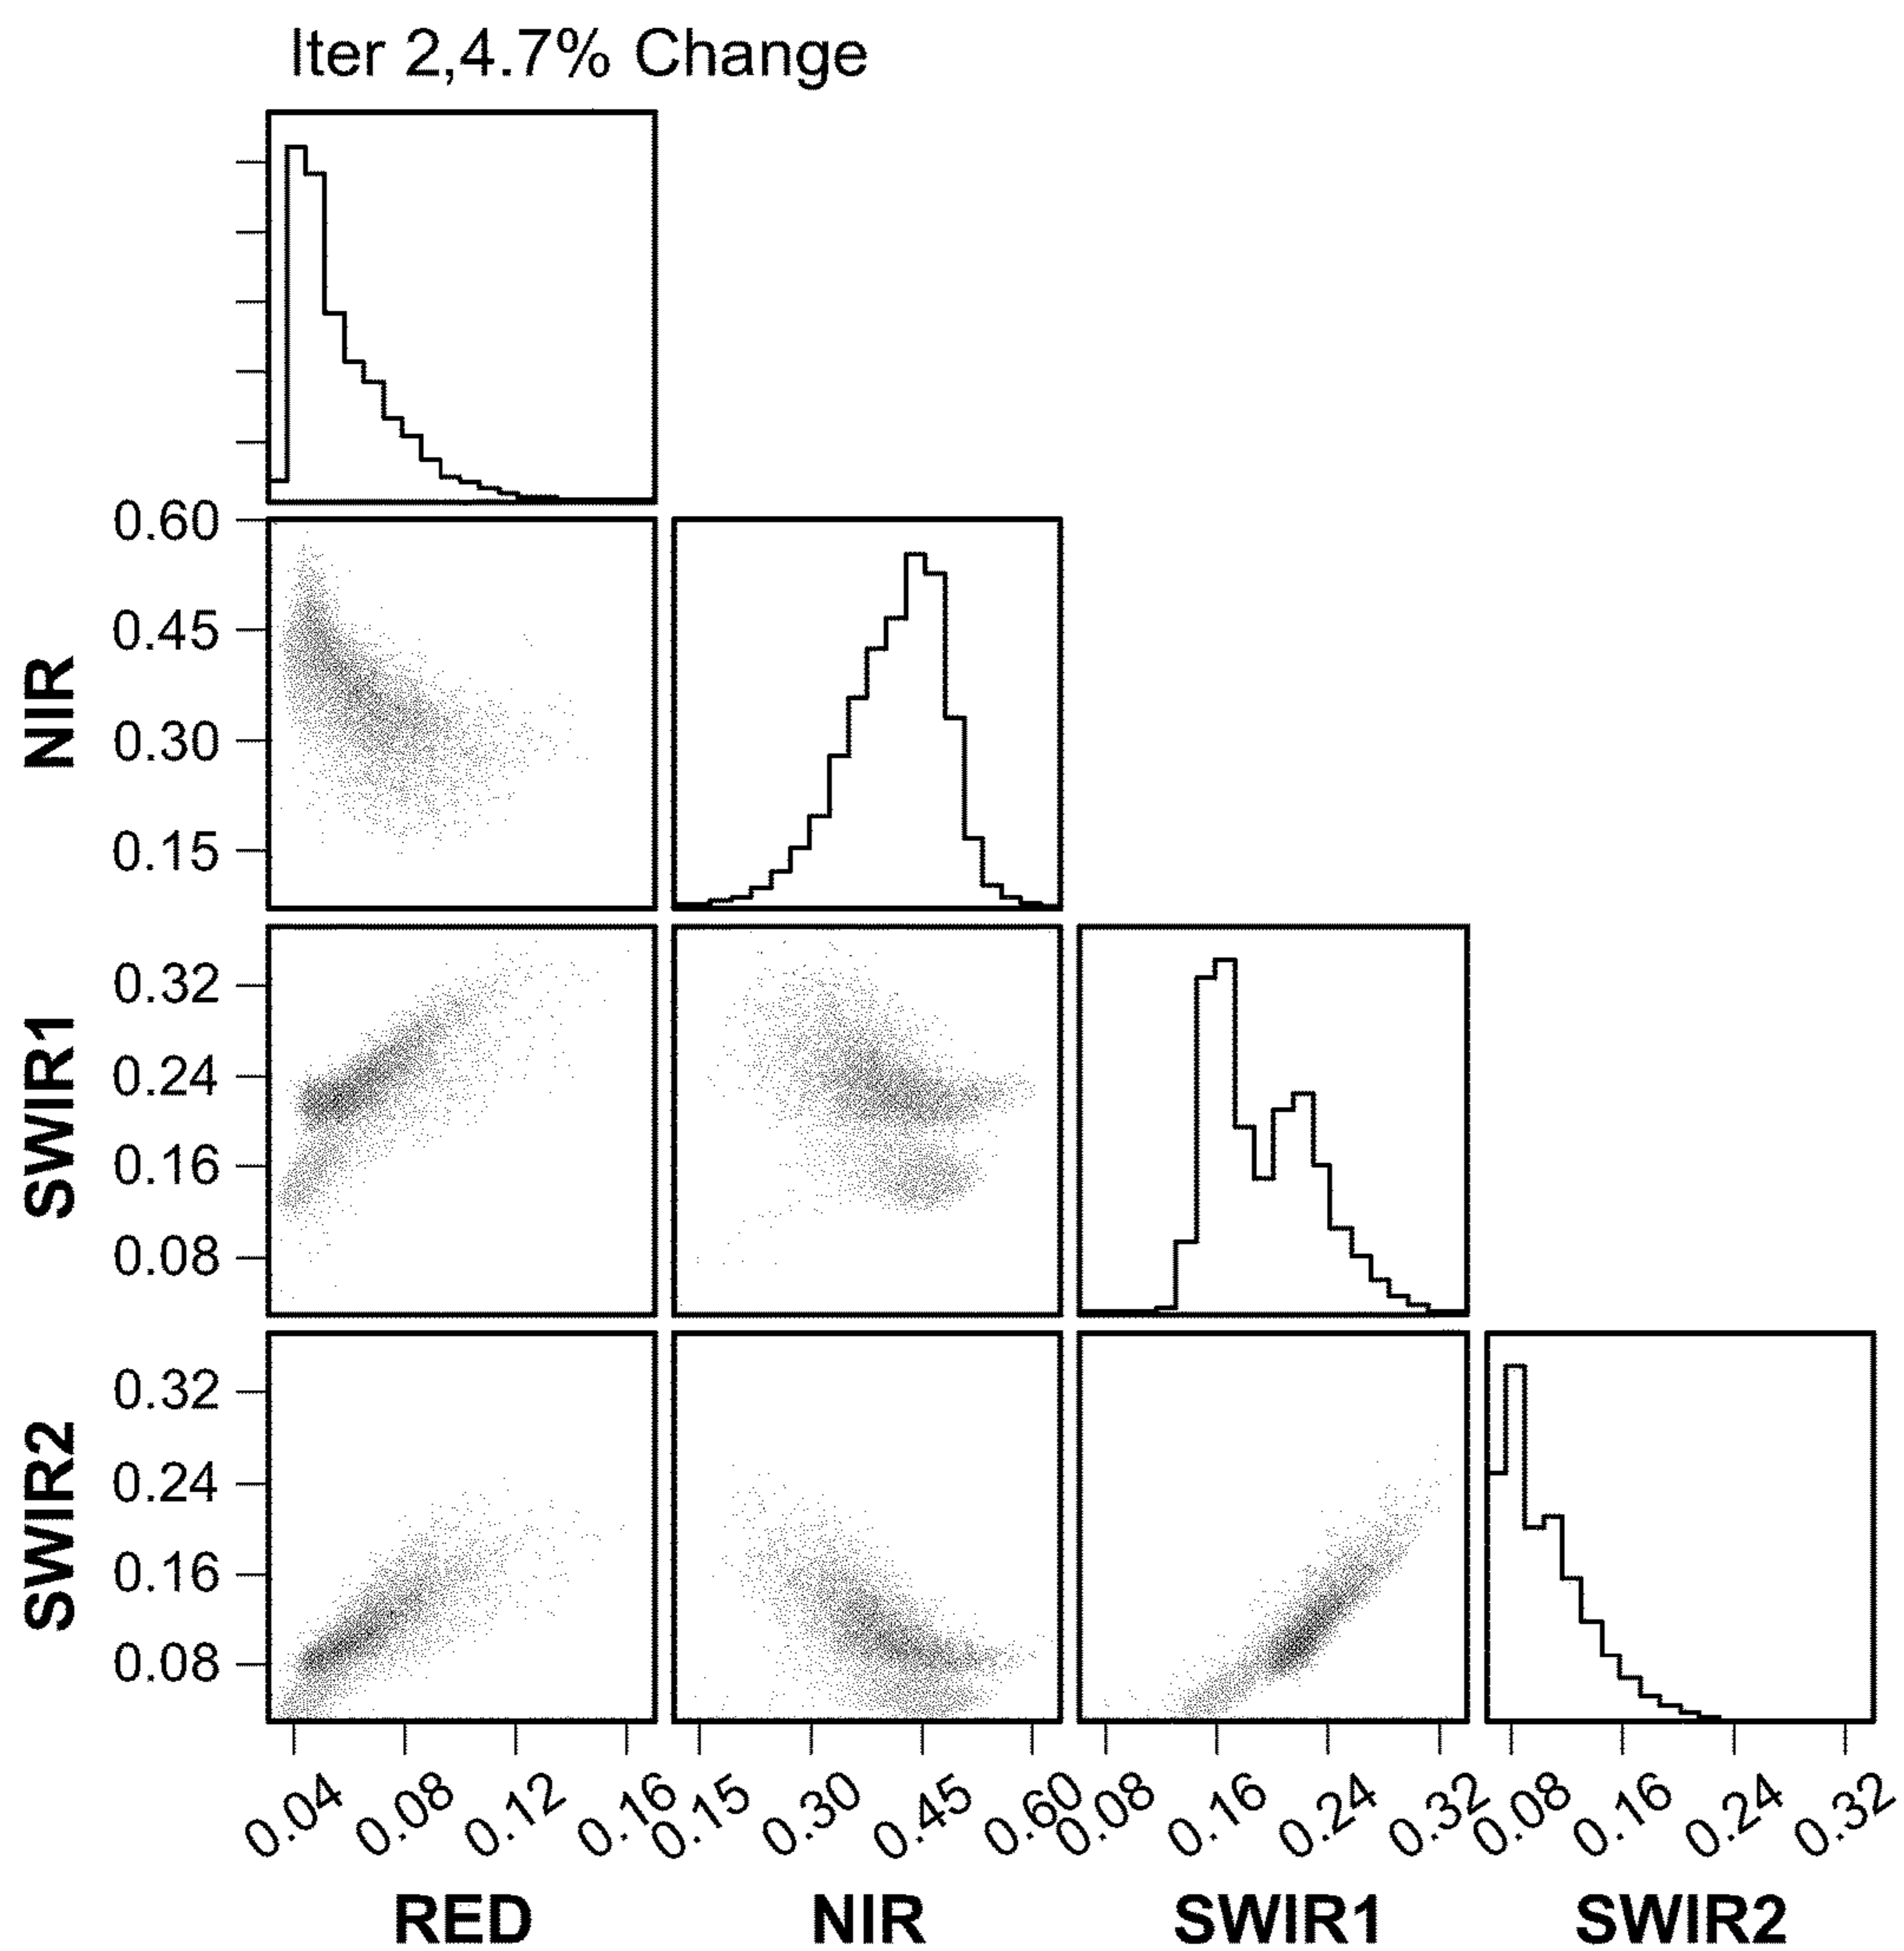 Iter 2,4.7% Change
0.60
0.45
0.30
0.15
NIR
0.32
0.24
0.16
0.08
SWIR1
0.32
0.24
0.16
0.08
SWIR2
0.04 0.08 0.12 0.16 0.15 0.30 0.45 0.60 0.08 0.16 0.24 0.32 0.08 0.16 0.24 0.32
RED NIR SWIR1 SWIR2